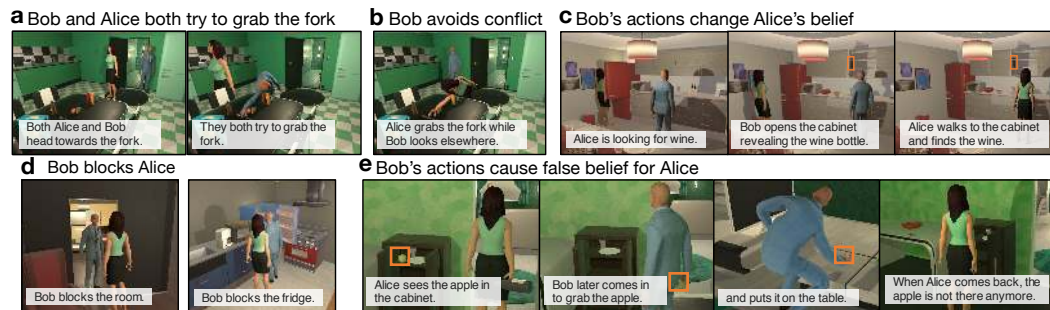 a Bob and Alice both try to grab the fork
Both Alice and Bob
head towards the fork.
They both try to grab the
fork.
b Bob avoids conflict
Alice grabs the fork while
Bob looks elsewhere.
c Bob's actions change Alice's belief
Alice is looking for wine.
Bob opens the cabinet
revealing the wine bottle.
Alice walks to the cabinet
and finds the wine.
d Bob blocks Alice
Bob blocks the room.
Bob blocks the fridge.
e Bob's actions cause false belief for Alice
Alice sees the apple in
the cabinet.
Bob later comes in
to grab the apple.
and puts it on the table.
When Alice comes back, the
apple is not there anymore.